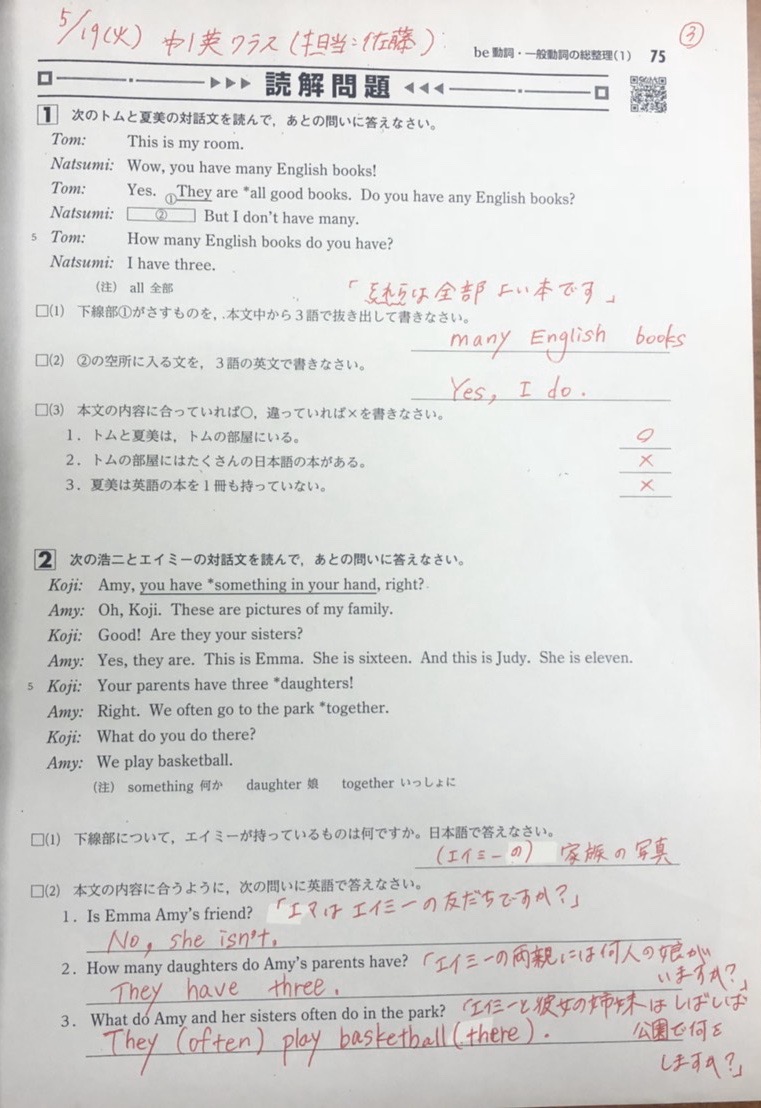 5/19(火) 中1英クラス(担当:佐藤) ③
be 動詞・一般動詞の総整理(1) 75
読解問題
1 次のトムと夏美の対話文を読んで,あとの問いに答えなさい。
Tom: This is my room.
Natsumi: Wow, you have many English books!
Tom: Yes. ①They are *all good books. Do you have any English books?
Natsumi: ② But I don't have many.
5 Tom: How many English books do you have?
Natsumi: I have three.
(注) all 全部
「それらは全部よい本です」
□(1) 下線部①がさすものを,本文中から3語で抜き出して書きなさい。
many English books
□(2) ②の空所に入る文を,3語の英文で書きなさい。
Yes, I do.
□(3) 本文の内容に合っていれば○,違っていれば×を書きなさい。
1.トムと夏美は,トムの部屋にいる。 ○
2.トムの部屋にはたくさんの日本語の本がある。 ×
3.夏美は英語の本を1冊も持っていない。 ×
2 次の浩二とエイミーの対話文を読んで,あとの問いに答えなさい。
Koji: Amy, you have *something in your hand, right?
Amy: Oh, Koji. These are pictures of my family.
Koji: Good! Are they your sisters?
Amy: Yes, they are. This is Emma. She is sixteen. And this is Judy. She is eleven.
5 Koji: Your parents have three *daughters!
Amy: Right. We often go to the park *together.
Koji: What do you do there?
Amy: We play basketball.
(注) something 何か daughter 娘 together いっしょに
□(1) 下線部について,エイミーが持っているものは何ですか。日本語で答えなさい。
(エイミーの) 家族の写真
□(2) 本文の内容に合うように,次の問いに英語で答えなさい。
1. Is Emma Amy's friend? 「エマはエイミーの友だちですか?」
No, she isn't.
2. How many daughters do Amy's parents have? 「エイミーの両親には何人の娘が
いますか?」
They have three.
3. What do Amy and her sisters often do in the park? 「エイミーと彼女の姉妹はしばしば
公園で何を
しますか?」
They (often) play basketball (there).